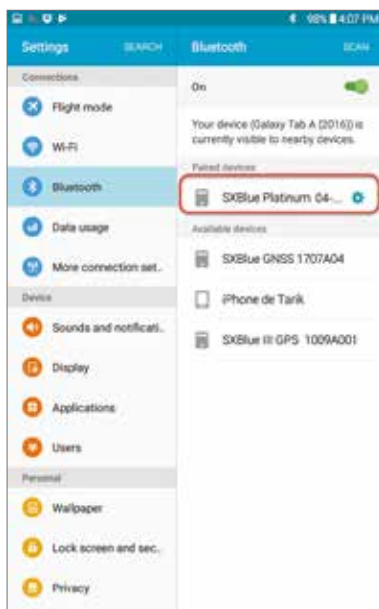 98% 4:07 PM
Settings SEARCH
Connections
Flight mode
Wi-Fi
Bluetooth
Data usage
More connection set..
Device
Sounds and notificati..
Display
Applications
Users
Personal
Wallpaper
Lock screen and sec..
Privacy
Bluetooth SCAN
On
Your device (Galaxy Tab A (2016)) is
currently visible to nearby devices.
Paired devices
SXBlue Platinum 04-...
Available devices
SXBlue GNSS 1707A04
iPhone de Tarik
SXBlue III GPS 1009A001